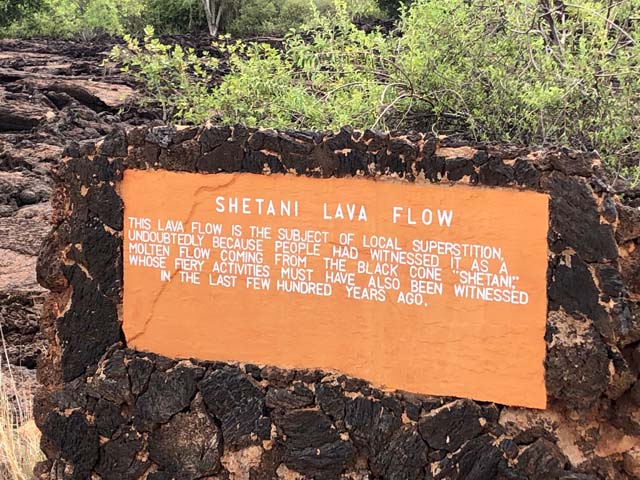 SHETANI LAVA FLOW
THIS LAVA FLOW IS THE SUBJECT OF LOCAL SUPERSTITION,
UNDOUBTEDLY BECAUSE PEOPLE HAD WITNESSED IT AS A
MOLTEN FLOW COMING FROM THE BLACK CONE "SHETANI,"
WHOSE FIERY ACTIVITIES MUST HAVE ALSO BEEN WITNESSED
IN THE LAST FEW HUNDRED YEARS AGO.